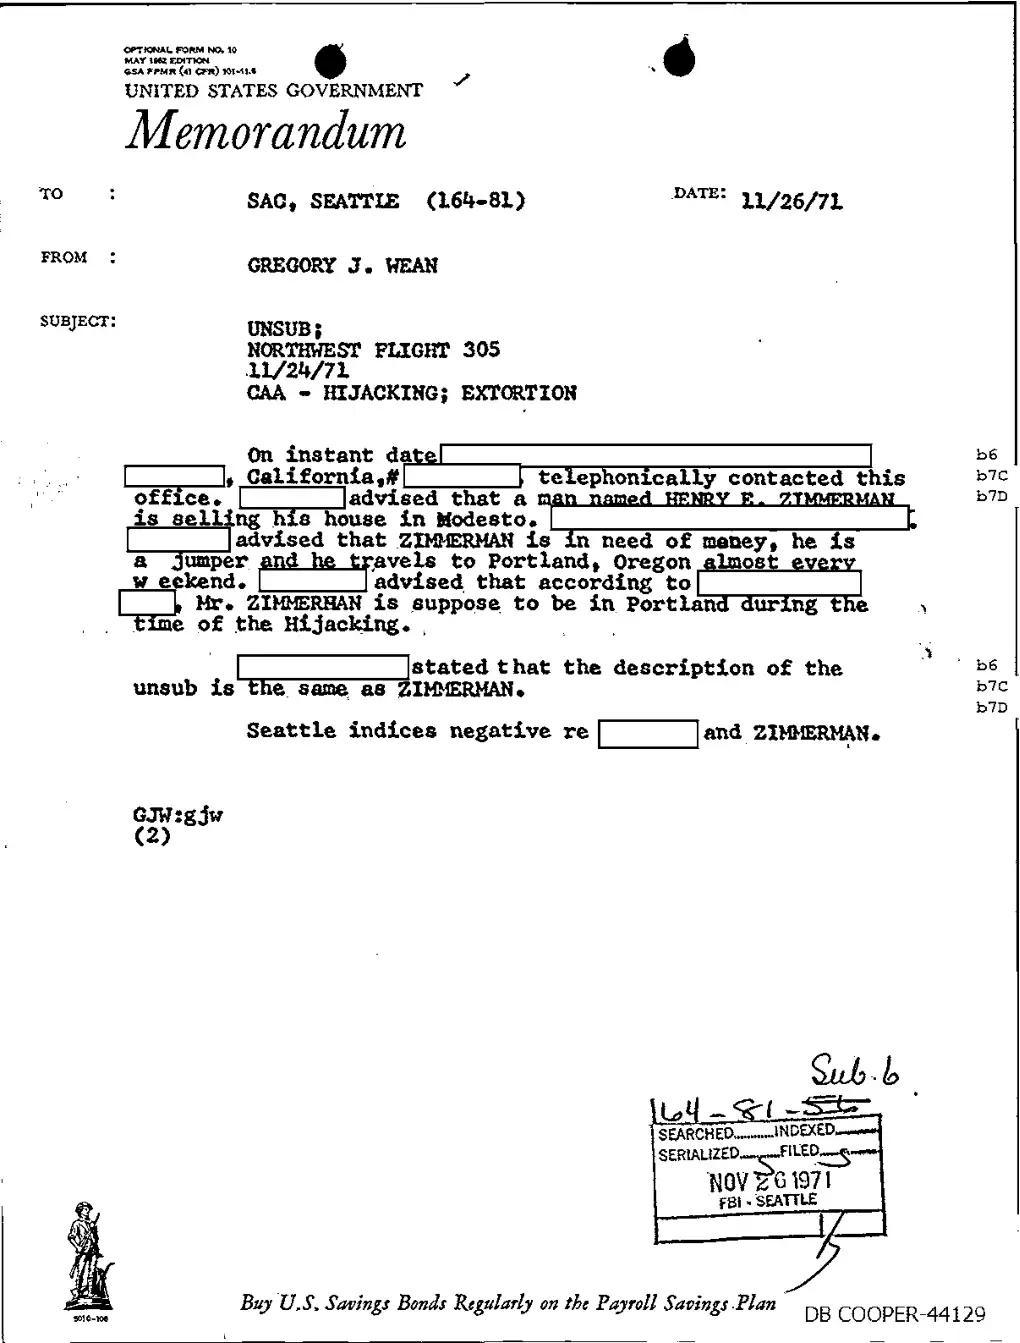 OPTIONAL FORM NO. 10
MAY 1962 EDITION
GSA FPMR (41 CFR) 101-11.6
UNITED STATES GOVERNMENT
Memorandum
TO : SAC, SEATTLE (164-81) DATE: 11/26/71
FROM : GREGORY J. WEAN
SUBJECT: UNSUB;
NORTHWEST FLIGHT 305
11/24/71
CAA - HIJACKING; EXTORTION
On instant date b6
, California,# , telephonically contacted this b7C
office. advised that a man named HENRY E. ZIMMERMAN b7D
is selling his house in Modesto. .
advised that ZIMMERMAN is in need of money, he is
a jumper and he travels to Portland, Oregon almost every
w eekend. advised that according to
, Mr. ZIMMERMAN is suppose to be in Portland during the
time of the Hijacking.
stated that the description of the b6
unsub is the same as ZIMMERMAN. b7C
b7D
Seattle indices negative re and ZIMMERMAN.
GJW:gjw
(2)
Sub. 6
164-81-56
SEARCHED INDEXED
SERIALIZED FILED
NOV 26 1971
FBI - SEATTLE
5010-108
Buy U.S. Savings Bonds Regularly on the Payroll Savings Plan
DB COOPER-44129